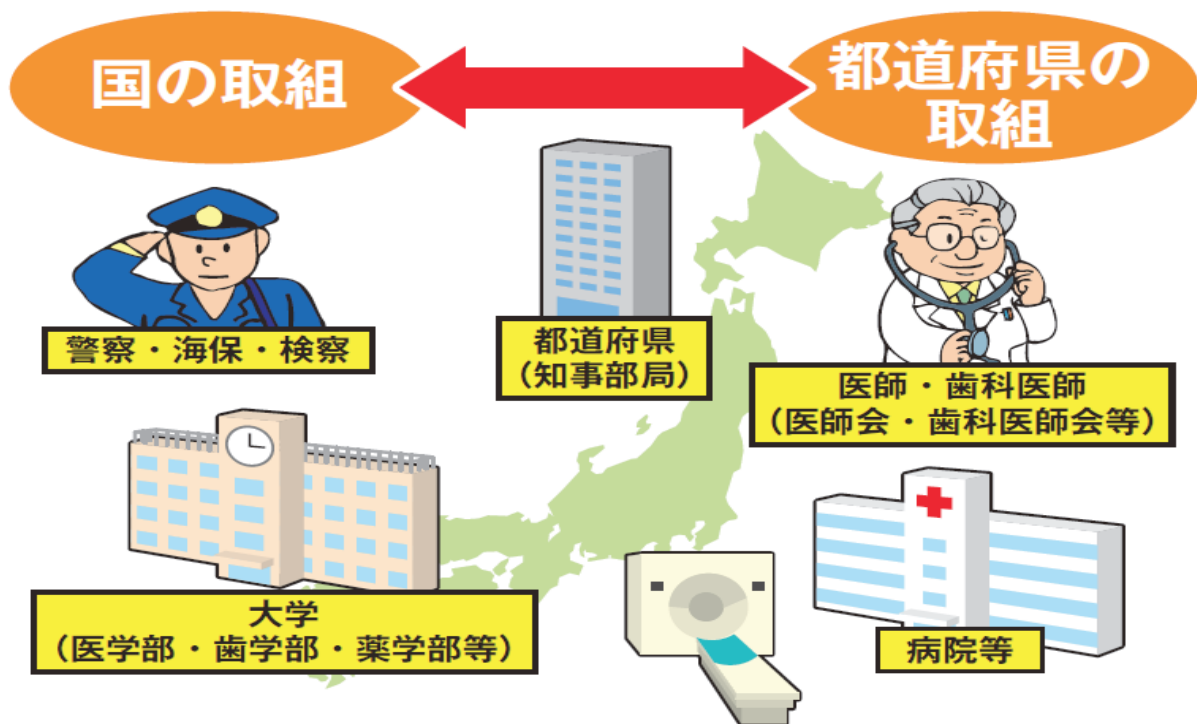 国の取組
都道府県の
取組
警察・海保・検察
都道府県
（知事部局）
医師・歯科医師
（医師会・歯科医師会等）
大学
（医学部・歯学部・薬学部等）
病院等